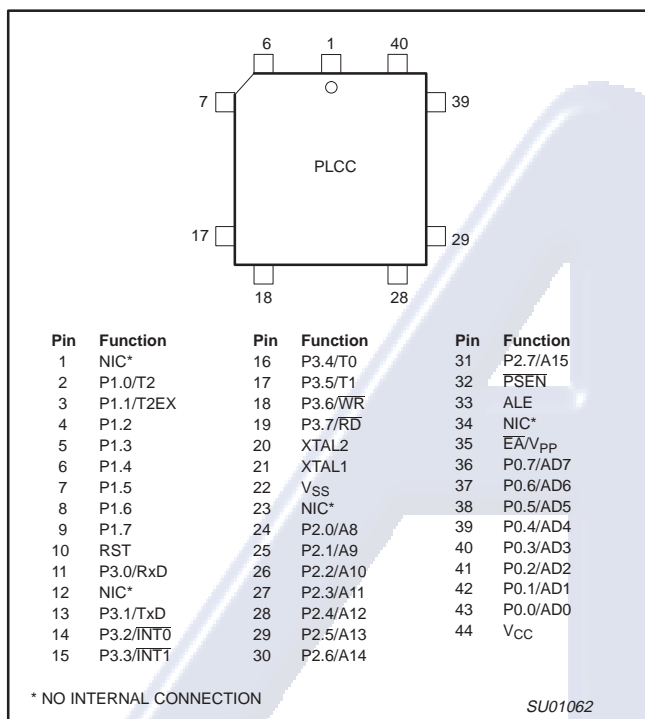 6 1 40
7 39
PLCC
17 29
18 28
Pin Function Pin Function Pin Function
1 NIC* 16 P3.4/T0 31 P2.7/A15
2 P1.0/T2 17 P3.5/T1 32 P̅S̅E̅N̅
3 P1.1/T2EX 18 P3.6/W̅R̅ 33 ALE
4 P1.2 19 P3.7/R̅D̅ 34 NIC*
5 P1.3 20 XTAL2 35 E̅A̅/VPP
6 P1.4 21 XTAL1 36 P0.7/AD7
7 P1.5 22 VSS 37 P0.6/AD6
8 P1.6 23 NIC* 38 P0.5/AD5
9 P1.7 24 P2.0/A8 39 P0.4/AD4
10 RST 25 P2.1/A9 40 P0.3/AD3
11 P3.0/RxD 26 P2.2/A10 41 P0.2/AD2
12 NIC* 27 P2.3/A11 42 P0.1/AD1
13 P3.1/TxD 28 P2.4/A12 43 P0.0/AD0
14 P3.2/I̅N̅T̅0̅ 29 P2.5/A13 44 VCC
15 P3.3/I̅N̅T̅1̅ 30 P2.6/A14
* NO INTERNAL CONNECTION
SU01062